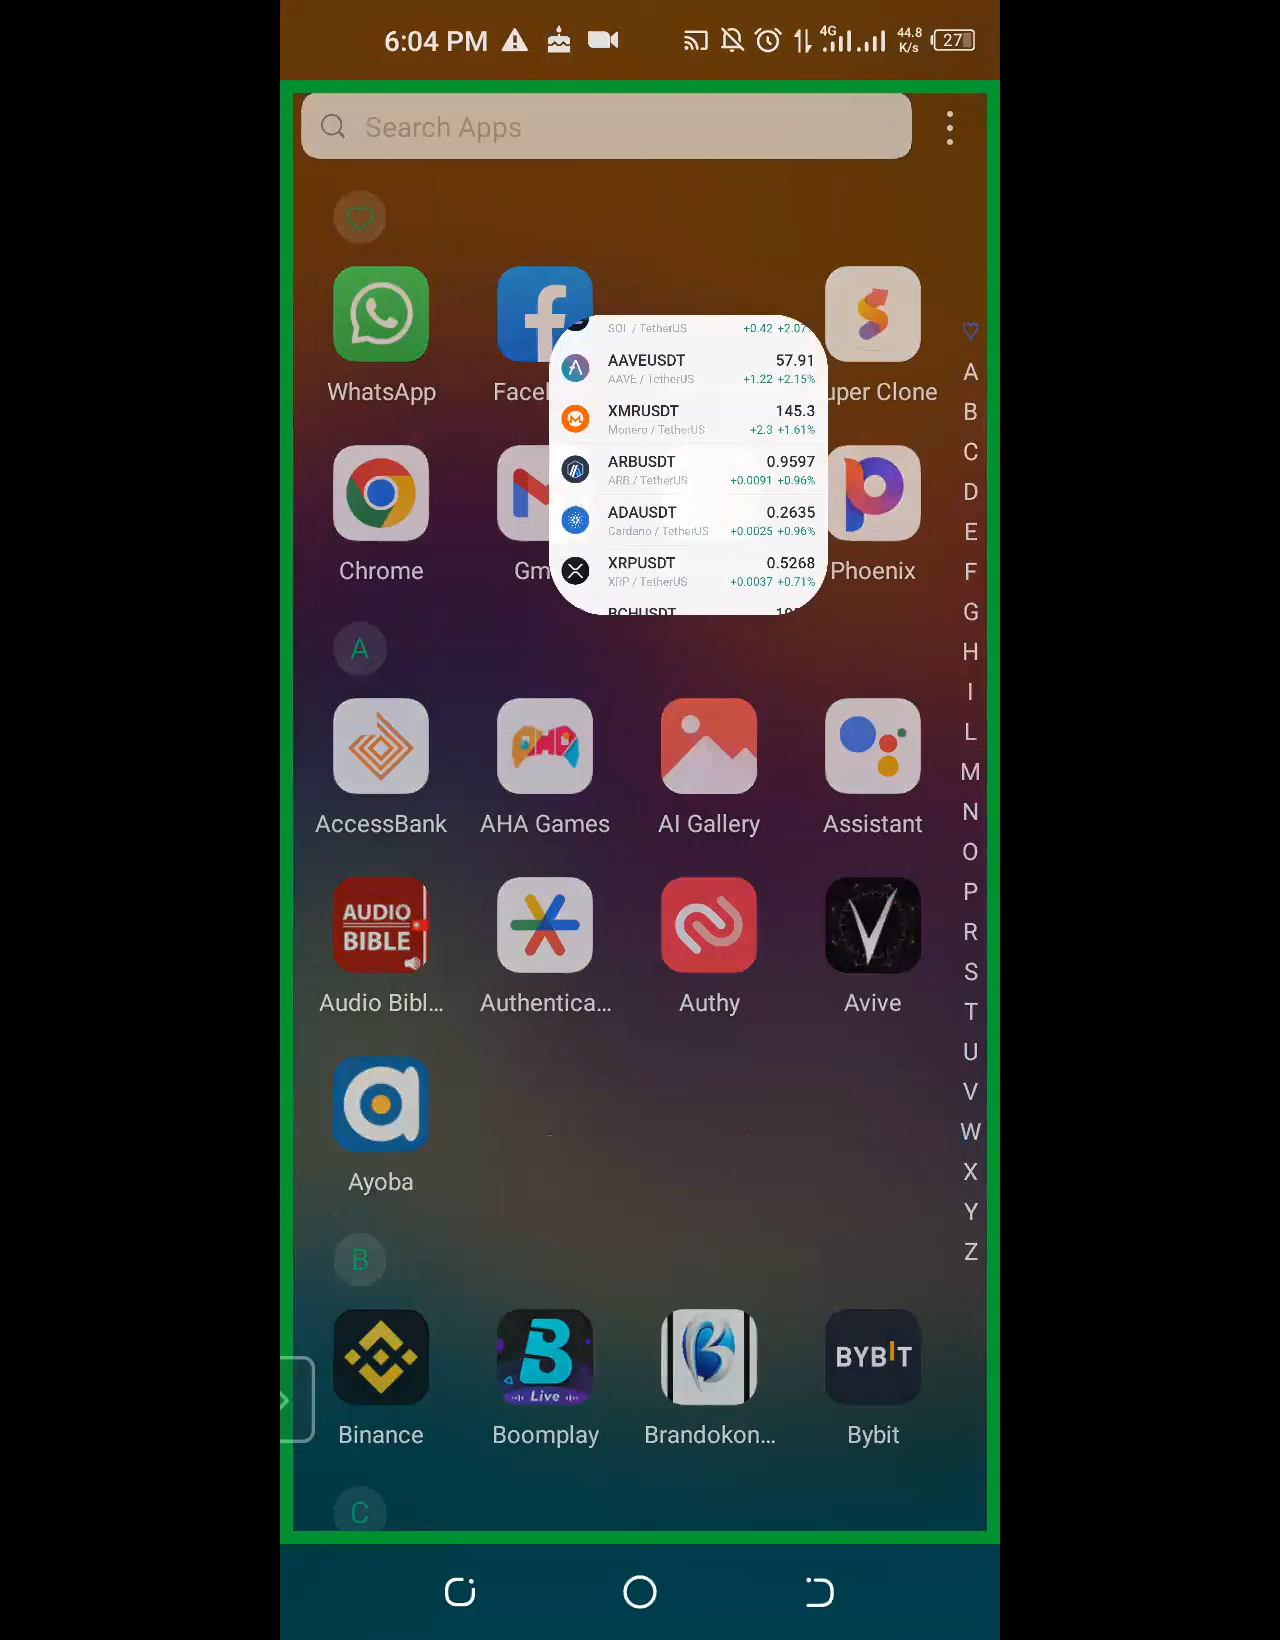 6:04 PM 4G 44.8 K/s 27
Search Apps
WhatsApp
uper Clone
SOL / TetherUS +0.42 +2.07
AAVEUSDT 57.91
AAVE / TetherUS +1.22 +2.15%
XMRUSDT 145.3
Monero / TetherUS +2.3 +1.61%
ARBUSDT 0.9597
ARB / TetherUS +0.0091 +0.96%
ADAUSDT 0.2635
Cardano / TetherUS +0.0025 +0.96%
XRPUSDT 0.5268
XRP / TetherUS +0.0037 +0.71%
BCHUSDT
Chrome Gm Phoenix
A
AccessBank AHA Games AI Gallery Assistant
AUDIO
BIBLE
Audio Bibl... Authentica... Authy Avive
Ayoba
B
Live
BYBIT
Binance Boomplay Brandokon... Bybit
C
A
B
C
D
E
F
G
H
I
L
M
N
O
P
R
S
T
U
V
W
X
Y
Z